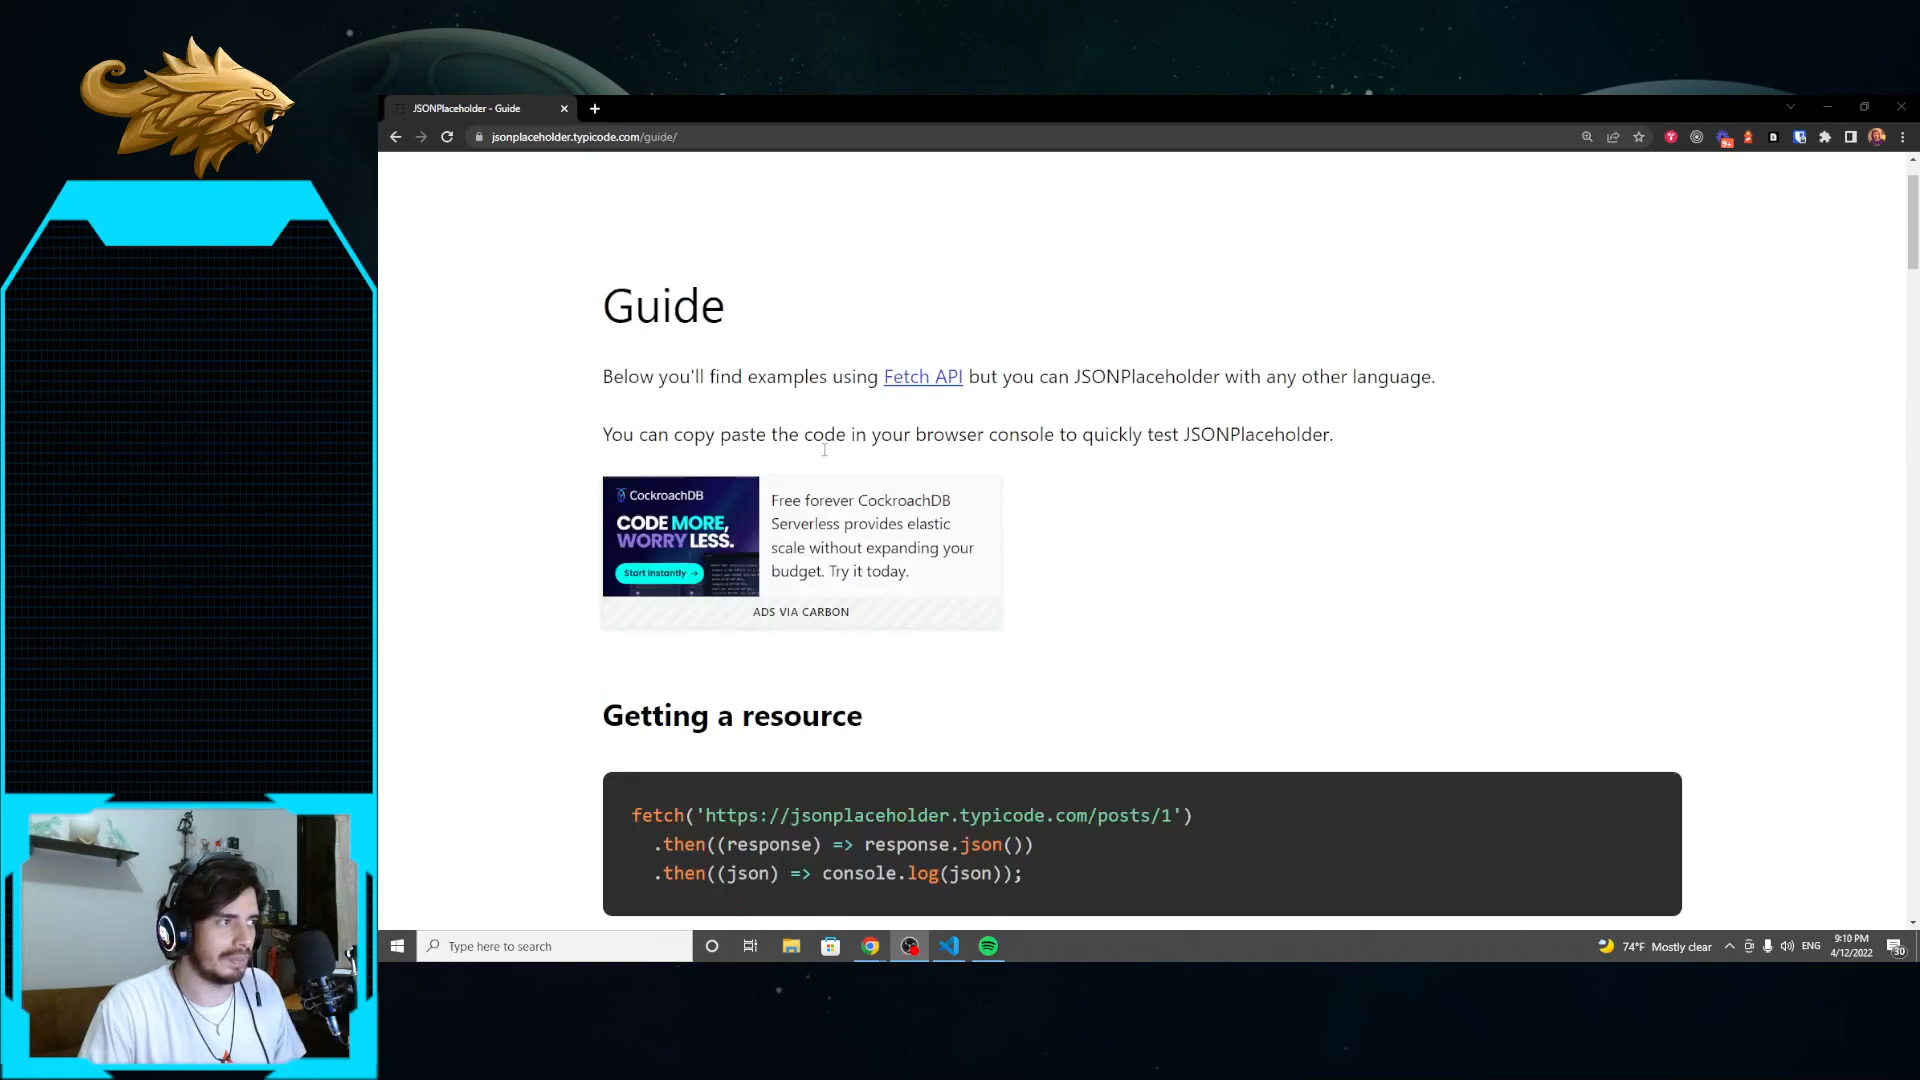 JSONPlaceholder - Guide
jsonplaceholder.typicode.com/guide/
9+
Guide
Below you'll find examples using Fetch API but you can JSONPlaceholder with any other language.
You can copy paste the code in your browser console to quickly test JSONPlaceholder.
CockroachDB
CODE MORE,
WORRY LESS.
Start instantly →
Free forever CockroachDB
Serverless provides elastic
scale without expanding your
budget. Try it today.
ADS VIA CARBON
Getting a resource
fetch('https://jsonplaceholder.typicode.com/posts/1')
.then((response) => response.json())
.then((json) => console.log(json));
Type here to search
74°F Mostly clear
ENG
9:10 PM
4/12/2022
30